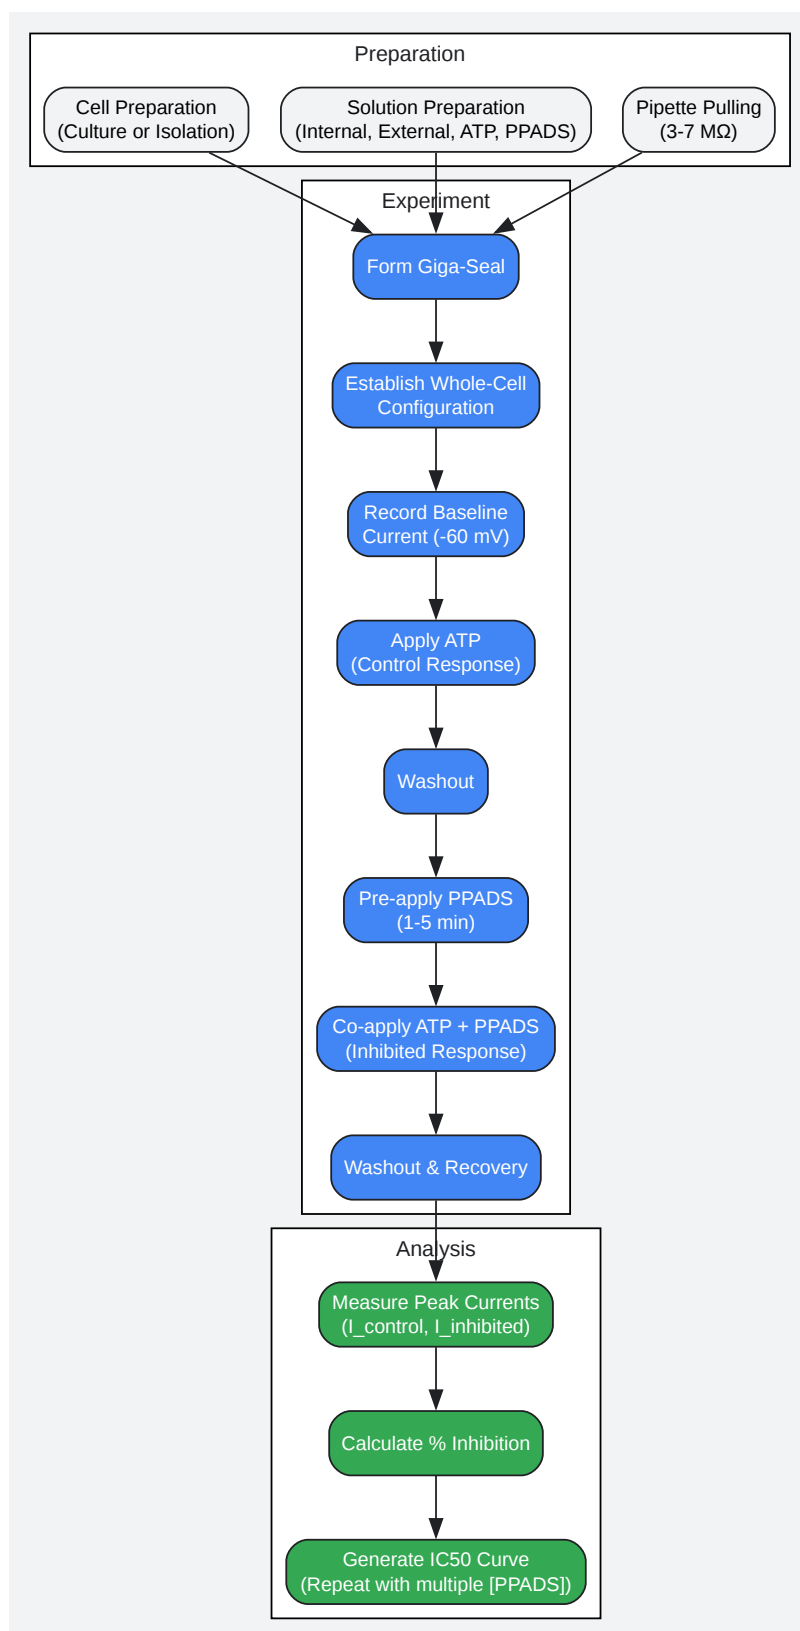 Preparation
Cell Preparation
(Culture or Isolation)
Solution Preparation
(Internal, External, ATP, PPADS)
Pipette Pulling
(3-7 MΩ)
Experiment
Form Giga-Seal
Establish Whole-Cell
Configuration
Record Baseline
Current (-60 mV)
Apply ATP
(Control Response)
Washout
Pre-apply PPADS
(1-5 min)
Co-apply ATP + PPADS
(Inhibited Response)
Washout & Recovery
Analysis
Measure Peak Currents
(I_control, I_inhibited)
Calculate % Inhibition
Generate IC50 Curve
(Repeat with multiple [PPADS])